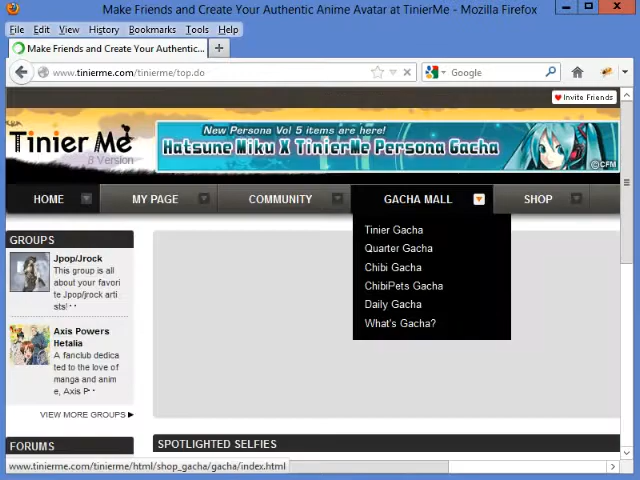 Make Friends and Create Your Authentic Anime Avatar at TinierMe - Mozilla Firefox
File Edit View History Bookmarks Tools Help
Make Friends and Create Your Authentic...
www.tinierme.com/tinierme/top.do
Google
Invite Friends
Tinier Me
β Version
New Persona Vol 5 items are here!
Hatsune Miku X TinierMe Persona Gacha
©CFM
HOME MY PAGE COMMUNITY GACHA MALL SHOP
Tinier Gacha
Quarter Gacha
Chibi Gacha
ChibiPets Gacha
Daily Gacha
What's Gacha?
GROUPS
Jpop/Jrock
This group is all
about your favori
te Jpop/jrock arti
sts!··
Axis Powers
Hetalia
A fanclub dedica
ted to the love of
manga and anim
e, Axis P··
VIEW MORE GROUPS ▶
FORUMS
SPOTLIGHTED SELFIES
www.tinierme.com/tinierme/html/shop_gacha/gacha/index.html